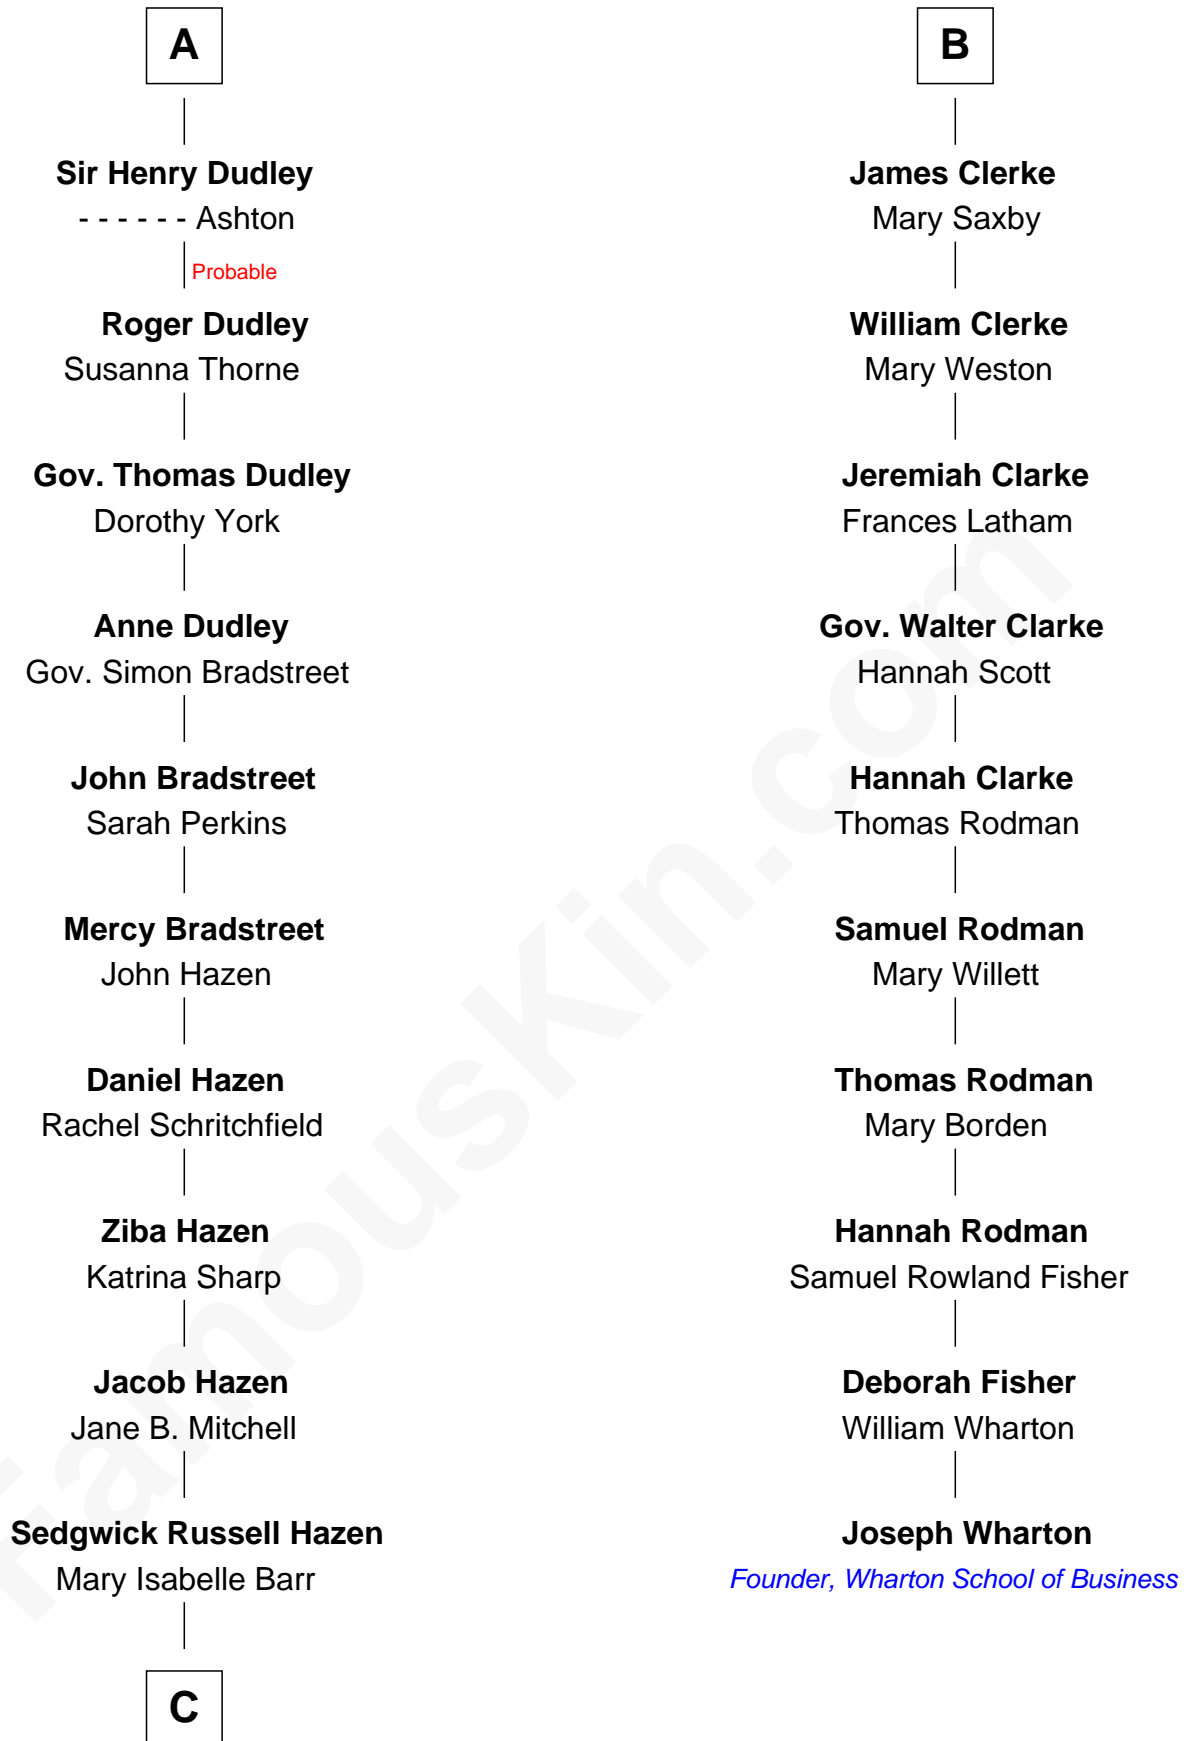 A
Sir Henry Dudley
- - - - - - Ashton
Probable
Roger Dudley
Susanna Thorne
Gov. Thomas Dudley
Dorothy York
Anne Dudley
Gov. Simon Bradstreet
John Bradstreet
Sarah Perkins
Mercy Bradstreet
John Hazen
Daniel Hazen
Rachel Schritchfield
Ziba Hazen
Katrina Sharp
Jacob Hazen
Jane B. Mitchell
Sedgwick Russell Hazen
Mary Isabelle Barr
C
B
James Clerke
Mary Saxby
William Clerke
Mary Weston
Jeremiah Clarke
Frances Latham
Gov. Walter Clarke
Hannah Scott
Hannah Clarke
Thomas Rodman
Samuel Rodman
Mary Willett
Thomas Rodman
Mary Borden
Hannah Rodman
Samuel Rowland Fisher
Deborah Fisher
William Wharton
Joseph Wharton
Founder, Wharton School of Business
FamousKin.com